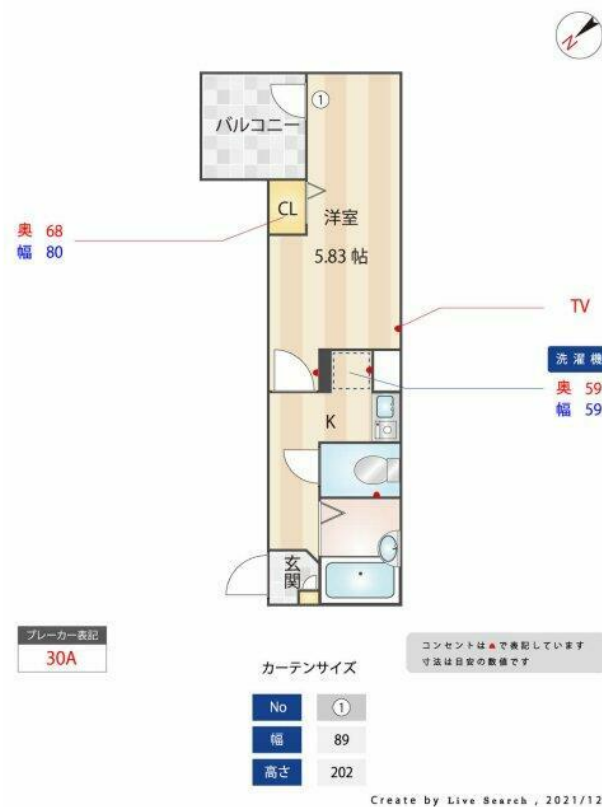 N
①
バルコニー
CL
洋室
奥 68
幅 80
5.83 帖
TV
洗濯機
奥 59
幅 59
K
玄関
ブレーカー表記
30A
コンセントは▲で表記しています
寸法は目安の数値です
カーテンサイズ
No ①
幅 89
高さ 202
Create by Live Search , 2021/12